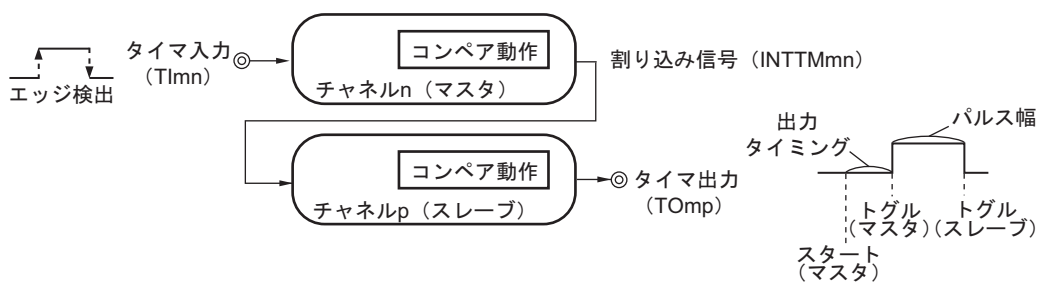 エッジ検出
タイマ入力
(TImn)
コンペア動作
チャネルn（マスタ）
割り込み信号（INTTMmn）
コンペア動作
チャネルp（スレーブ）
タイマ出力
(TOmp)
出力
タイミング
パルス幅
トグル
（マスタ）
トグル
（スレーブ）
スタート
（マスタ）